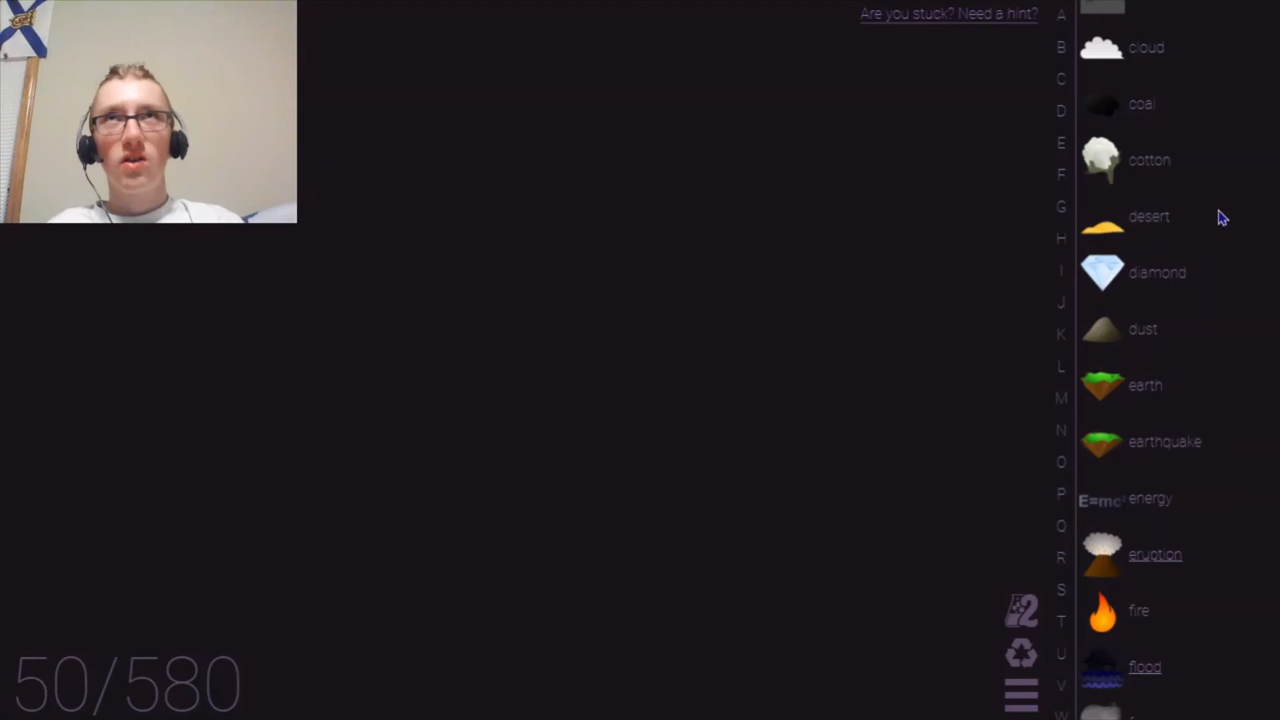 Are you stuck? Need a hint?
A
B
C
D
E
F
G
H
I
J
K
L
M
N
O
P
Q
R
S
T
U
V
W
cloud
coal
cotton
desert
diamond
dust
earth
earthquake
E=mc² energy
eruption
fire
flood
2
50/580